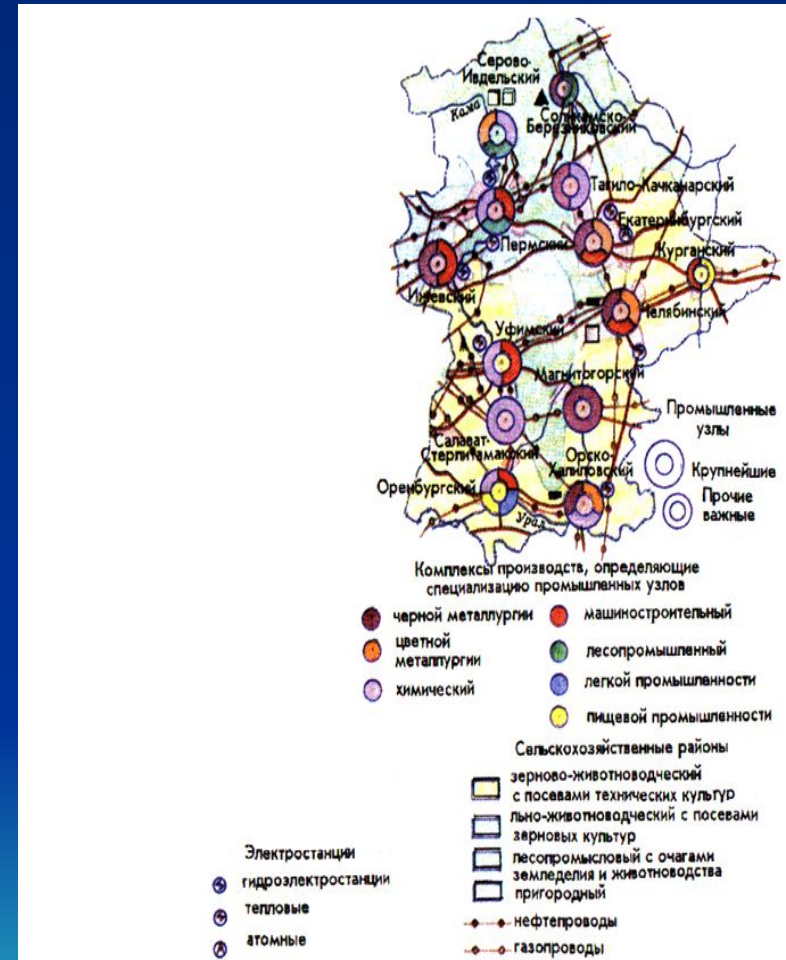 Серово-
Ивдельский
Кама
Соликамско-
Березниковский
Тагило-Качканарский
Екатеринбургский
Пермский
Курганский
Ижевский
Челябинский
Уфимский
Магнитогорский
Промышленные
узлы
Салават-
Стерлитамакский
Орско-
Халиловский
Крупнейшие
Оренбургский
Прочие
важные
Урал
Комплексы производств, определяющие
специализацию промышленных узлов
черной металлургии
машиностроительный
цветной
металлургии
лесопромышленный
химический
легкой промышленности
пищевой промышленности
Сельскохозяйственные районы
зерново-животноводческий
с посевами технических культур
льно-животноводческий с посевами
зерновых культур
лесопромысловый с очагами
земледелия и животноводства
пригородный
Электростанции
гидроэлектростанции
тепловые
атомные
нефтепроводы
газопроводы